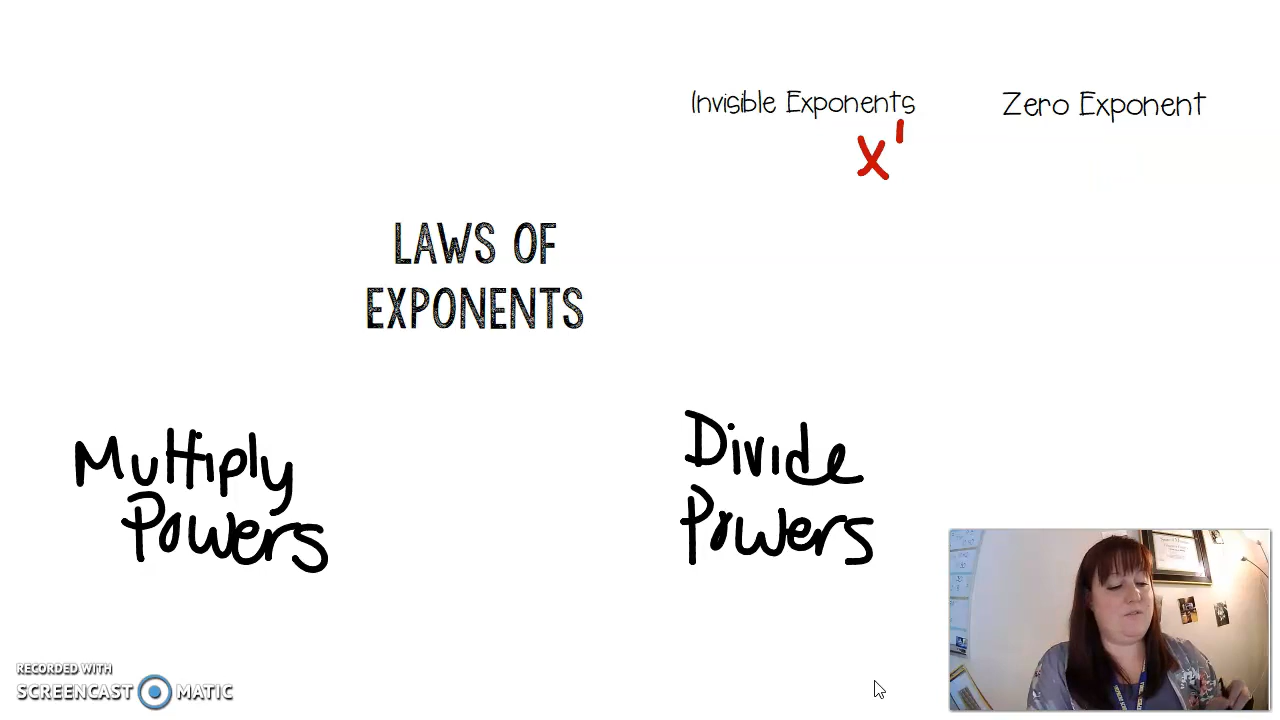 Invisible Exponents
Zero Exponent
x¹
LAWS OF
EXPONENTS
Multiply
Powers
Divide
Powers
RECORDED WITH
SCREENCAST MATIC